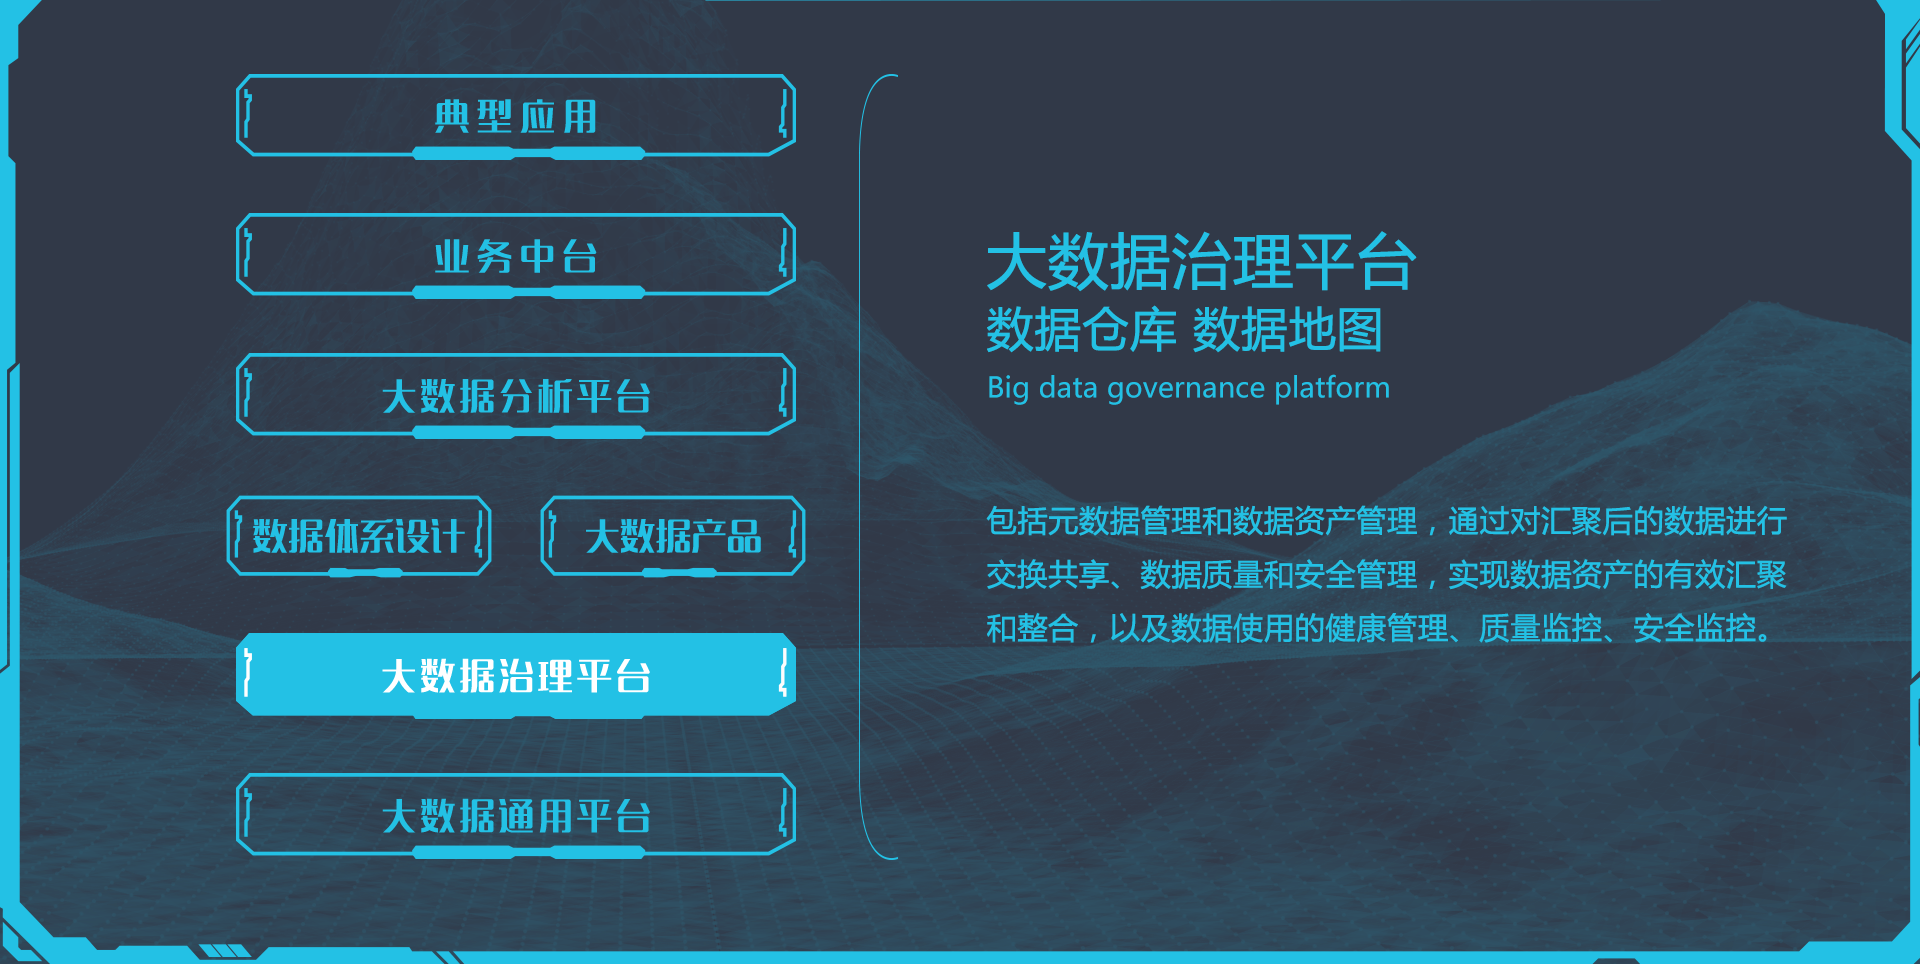 典型应用
业务中台
大数据分析平台
数据体系设计
大数据产品
大数据治理平台
大数据通用平台
大数据治理平台
数据仓库 数据地图
Big data governance platform
包括元数据管理和数据资产管理，通过对汇聚后的数据进行
交换共享、数据质量和安全管理，实现数据资产的有效汇聚
和整合，以及数据使用的健康管理、质量监控、安全监控。